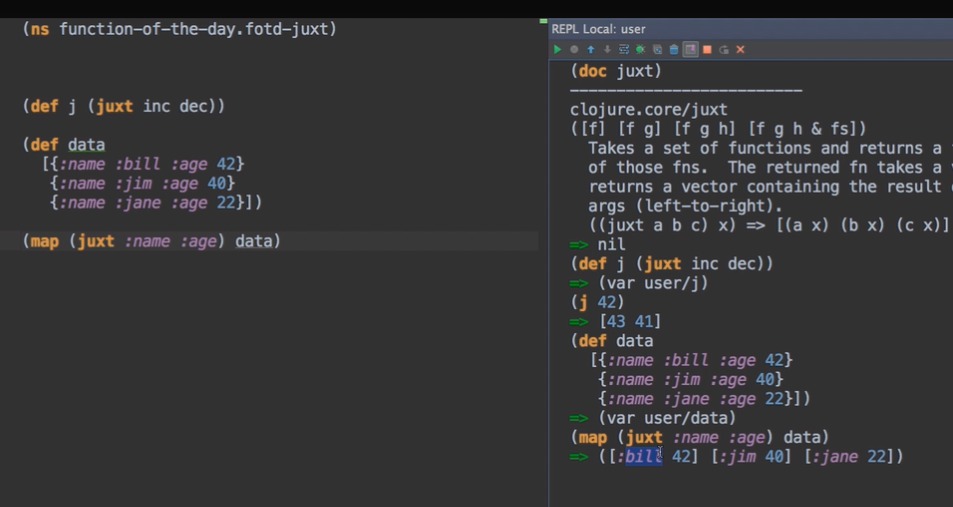 (ns function-of-the-day.fotd-juxt)
(def j (juxt inc dec))
(def data
[{:name :bill :age 42}
{:name :jim :age 40}
{:name :jane :age 22}])
(map (juxt :name :age) data)
REPL Local: user
(doc juxt)
-------------------------
clojure.core/juxt
([f] [f g] [f g h] [f g h & fs])
Takes a set of functions and returns a
of those fns.  The returned fn takes a
returns a vector containing the result
args (left-to-right).
((juxt a b c) x) => [(a x) (b x) (c x)]
=> nil
(def j (juxt inc dec))
=> (var user/j)
(j 42)
=> [43 41]
(def data
[{:name :bill :age 42}
{:name :jim :age 40}
{:name :jane :age 22}])
=> (var user/data)
(map (juxt :name :age) data)
=> ([:bill 42] [:jim 40] [:jane 22])